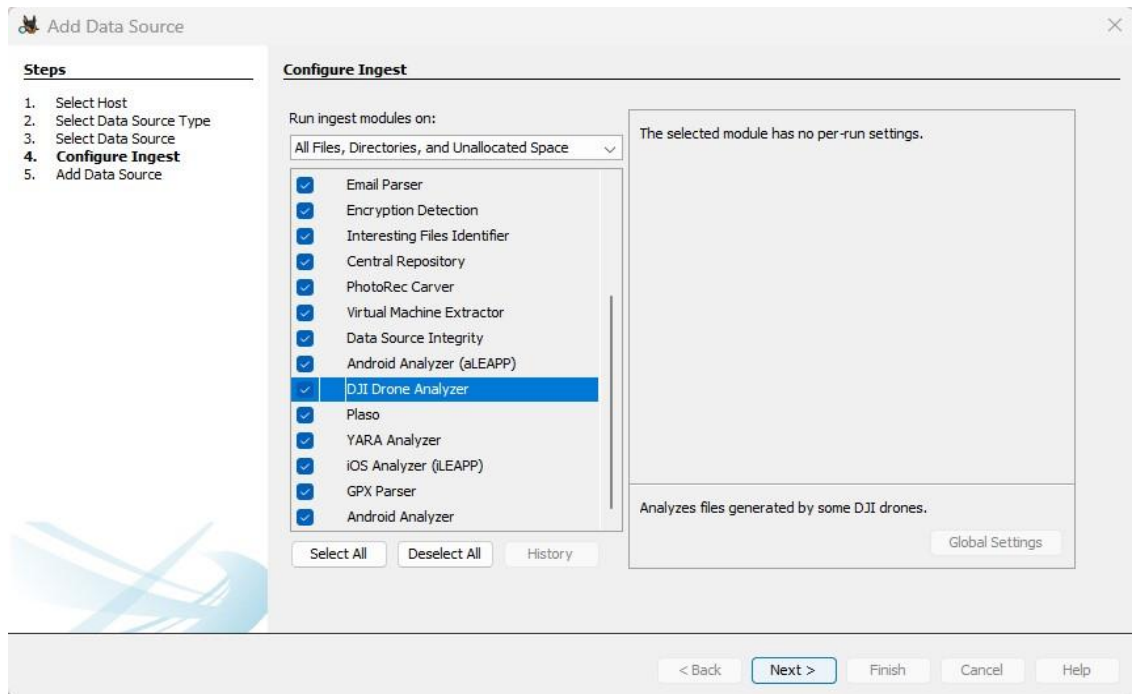 Add Data Source
Steps
1. Select Host
2. Select Data Source Type
3. Select Data Source
4. Configure Ingest
5. Add Data Source
Configure Ingest
Run ingest modules on:
All Files, Directories, and Unallocated Space
Email Parser
Encryption Detection
Interesting Files Identifier
Central Repository
PhotoRec Carver
Virtual Machine Extractor
Data Source Integrity
Android Analyzer (aLEAPP)
DJI Drone Analyzer
Plaso
YARA Analyzer
iOS Analyzer (iLEAPP)
GPX Parser
Android Analyzer
Select All Deselect All History
The selected module has no per-run settings.
Analyzes files generated by some DJI drones.
Global Settings
< Back Next > Finish Cancel Help